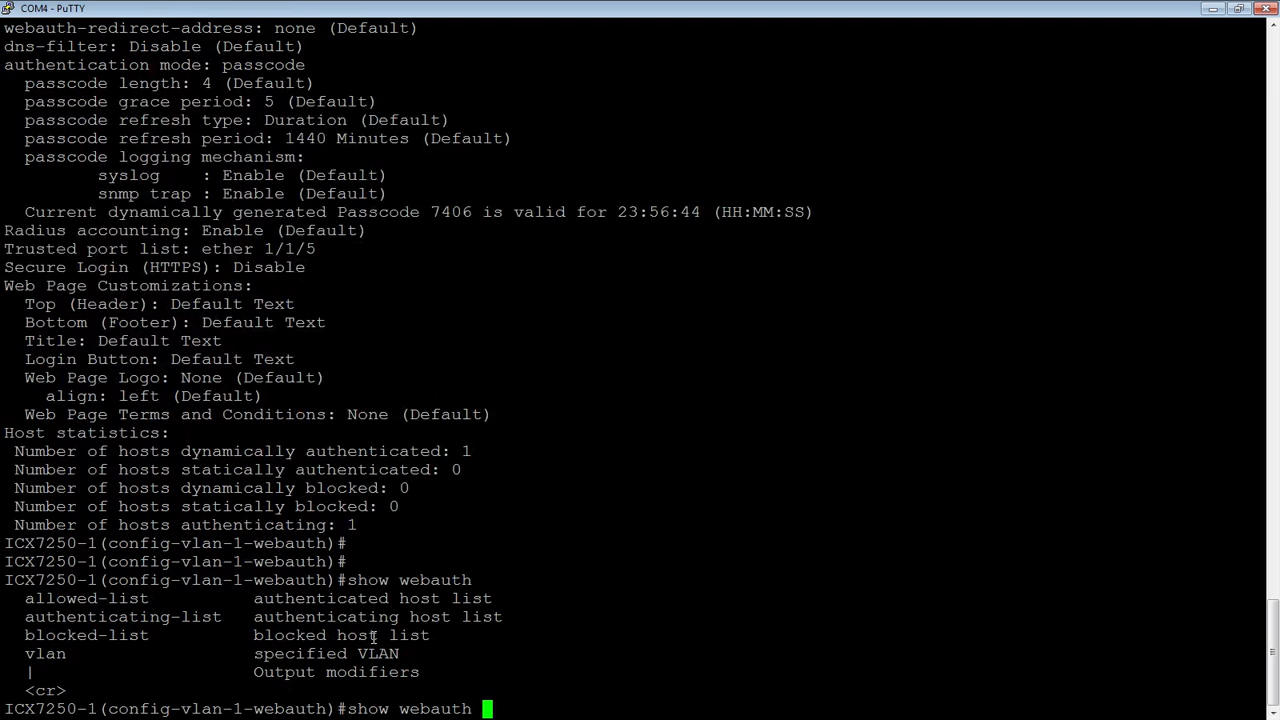 COM4 - PuTTY
webauth-redirect-address: none (Default)
dns-filter: Disable (Default)
authentication mode: passcode
  passcode length: 4 (Default)
  passcode grace period: 5 (Default)
  passcode refresh type: Duration (Default)
  passcode refresh period: 1440 Minutes (Default)
  passcode logging mechanism:
         syslog    : Enable (Default)
         snmp trap : Enable (Default)
  Current dynamically generated Passcode 7406 is valid for 23:56:44 (HH:MM:SS)
Radius accounting: Enable (Default)
Trusted port list: ether 1/1/5
Secure Login (HTTPS): Disable
Web Page Customizations:
  Top (Header): Default Text
  Bottom (Footer): Default Text
  Title: Default Text
  Login Button: Default Text
  Web Page Logo: None (Default)
    align: left (Default)
  Web Page Terms and Conditions: None (Default)
Host statistics:
 Number of hosts dynamically authenticated: 1
 Number of hosts statically authenticated: 0
 Number of hosts dynamically blocked: 0
 Number of hosts statically blocked: 0
 Number of hosts authenticating: 1
ICX7250-1(config-vlan-1-webauth)#
ICX7250-1(config-vlan-1-webauth)#
ICX7250-1(config-vlan-1-webauth)#show webauth
  allowed-list          authenticated host list
  authenticating-list   authenticating host list
  blocked-list          blocked host list
  vlan                  specified VLAN
  |                     Output modifiers
  <cr>
ICX7250-1(config-vlan-1-webauth)#show webauth